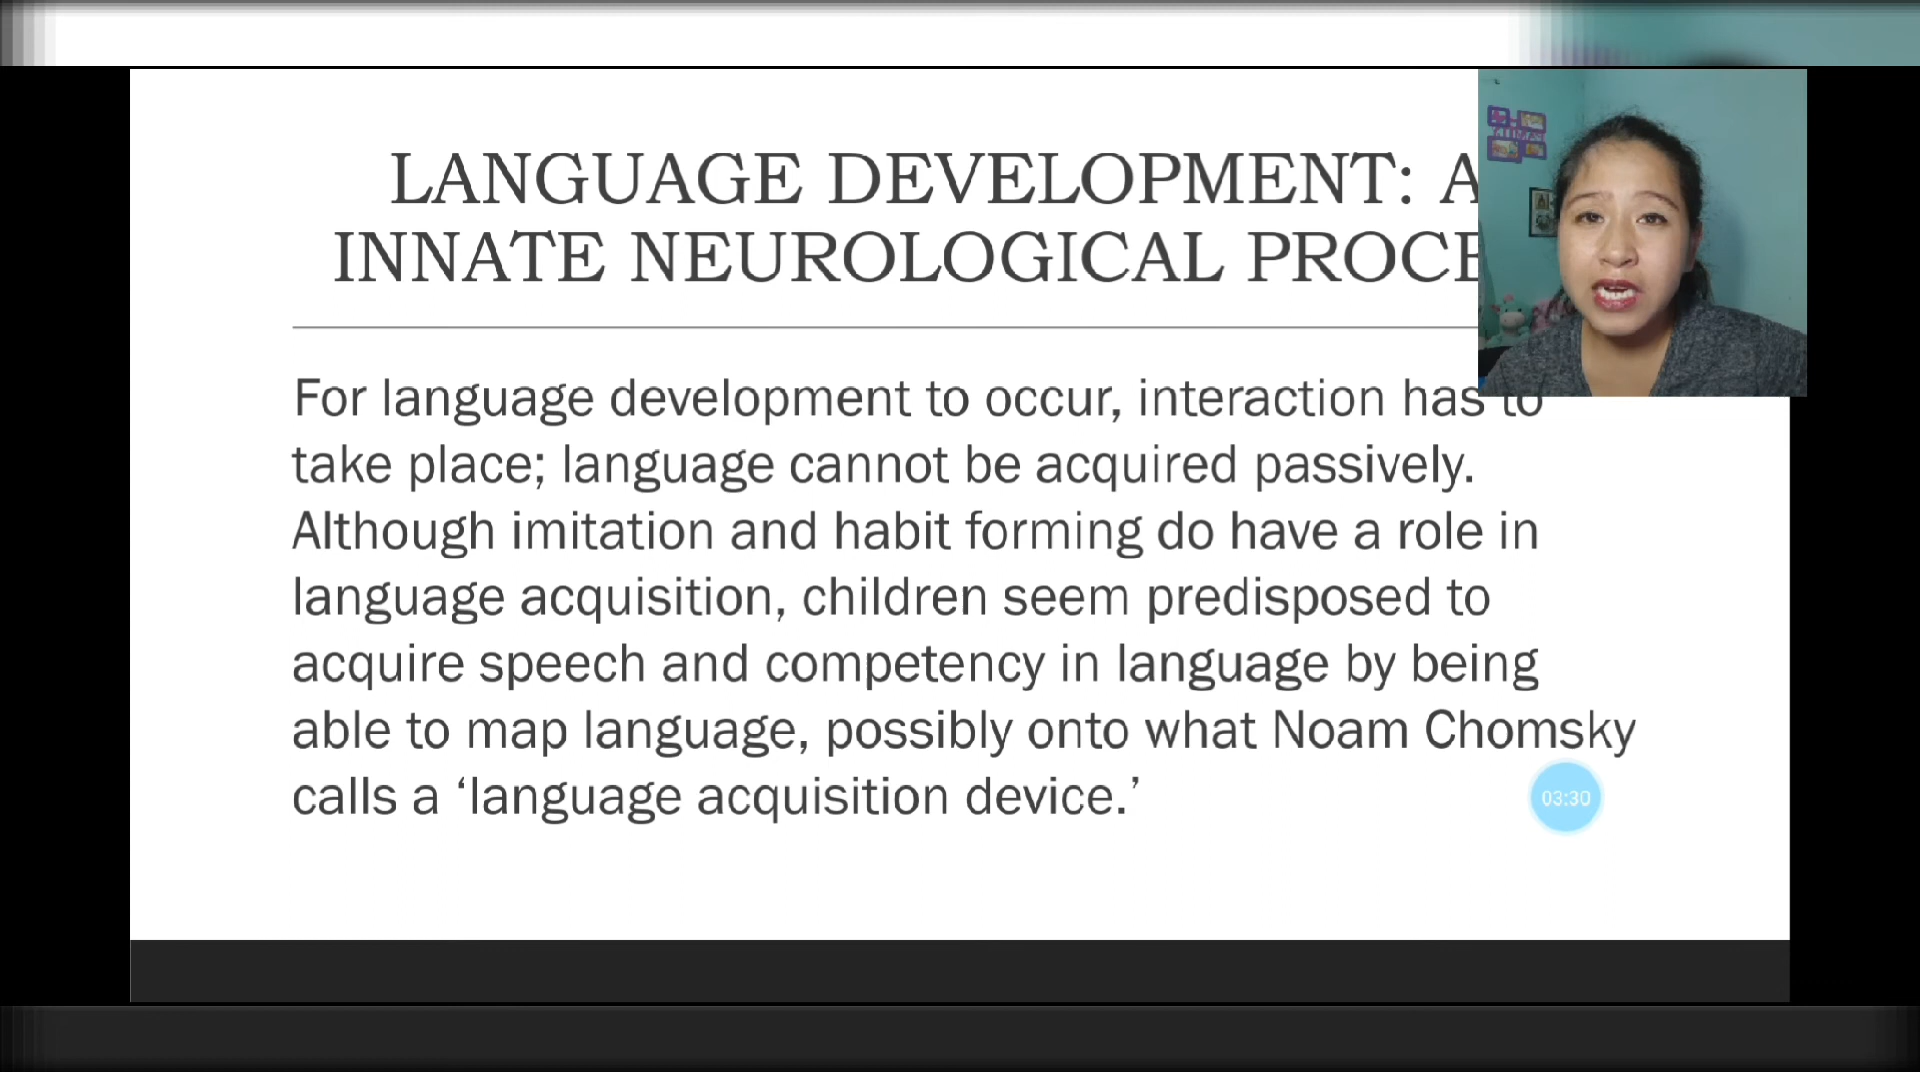 LANGUAGE DEVELOPMENT: A
INNATE NEUROLOGICAL PROCE
For language development to occur, interaction has to
take place; language cannot be acquired passively.
Although imitation and habit forming do have a role in
language acquisition, children seem predisposed to
acquire speech and competency in language by being
able to map language, possibly onto what Noam Chomsky
calls a ‘language acquisition device.’
03:30